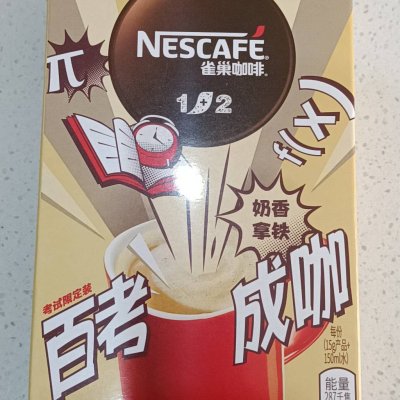 NESCAFÉ®
雀巢咖啡®
1 2
π
f(x)
奶香
拿铁
考试限定装
百考
成咖
每份
(15g产品+
150ml水)
能量
287千焦